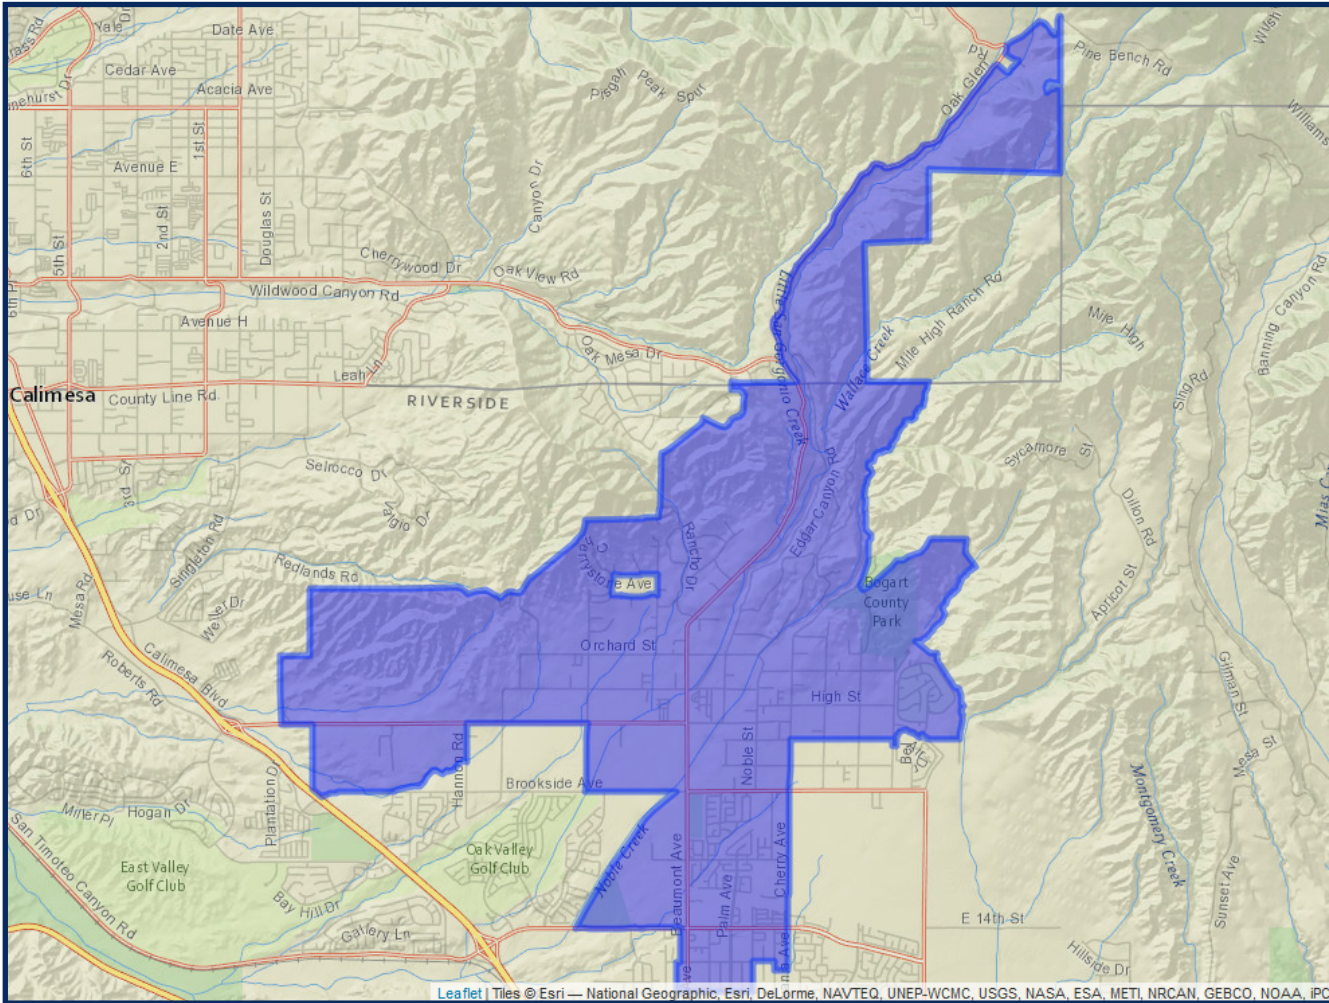 Yale Dr
Date Ave
Cedar Ave
Acacia Ave
6th St
1st St
Avenue E
2nd St
Douglas St
5th St
Pisgah
Peak Spur
Canyon Dr
Oak Glen Rd
Pine Bench Rd
Cherrywood Dr
Oak View Rd
Wildwood Canyon Rd
Avenue H
Oak Mesa Dr
Leah Ln
Calimesa
County Line Rd
RIVERSIDE
Little San Gorgonio Creek
Wallace Creek
Mile High Ranch Rd
Mile High
Banning Canyon Rd
Sing Rd
Selrocco Dr
Valgio Dr
3rd St
Singleton Rd
Redlands Rd
Mesa Rd
Weller Dr
Rancho Dr
Edgar Canyon Rd
Sycamore St
Dillon Rd
Apricot St
Bogart
County
Park
Orchard St
High St
Calimesa Blvd
Roberts Rd
Noble St
Gilman St
Mesa St
Plantation Dr
Hannon Rd
Brookside Ave
Hogan Dr
Miller Pl
San Timoteo Canyon Rd
East Valley
Golf Club
Oak Valley
Golf Club
Bay Hill Dr
Gallery Ln
Noble Creek
Beaumont Ave
Palm Ave
Cherry Ave
E 14th St
Montgomery Creek
Sunset Ave
Hillside Dr
Leaflet | Tiles © Esri — National Geographic, Esri, DeLorme, NAVTEQ, UNEP-WCMC, USGS, NASA, ESA, METI, NRCAN, GEBCO, NOAA, iPC